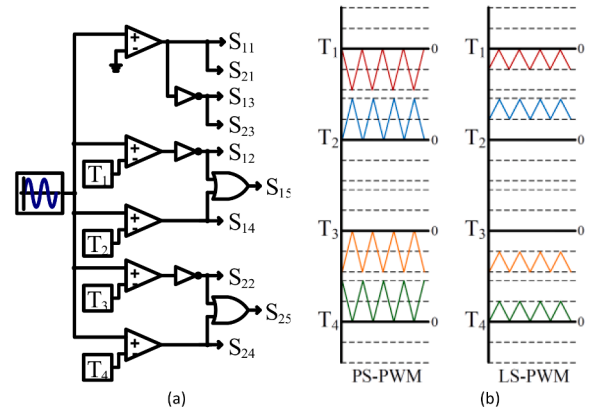 S11
S21
S13
S23
S12
S15
S14
S22
S25
S24
T1
T2
T3
T4
+
-
+
-
+
-
+
-
+
-
(a)
T1 0
T2 0
T3 0
T4 0
PS-PWM
T1 0
T2 0
T3 0
T4 0
LS-PWM
(b)